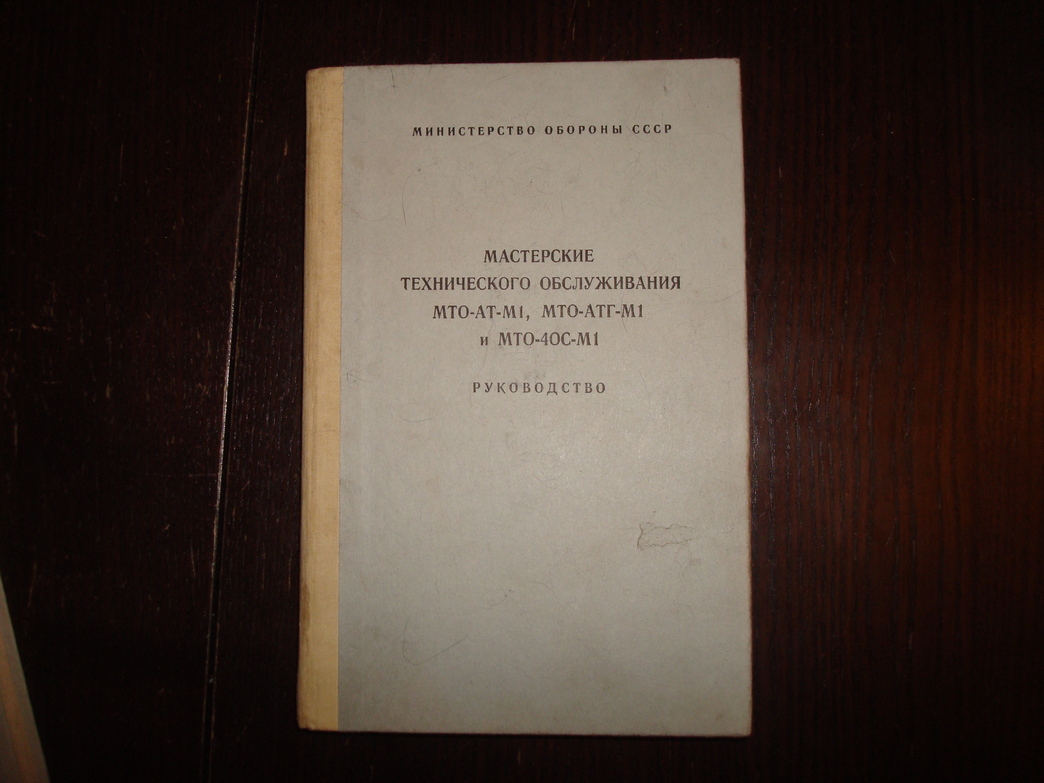 МИНИСТЕРСТВО ОБОРОНЫ СССР
МАСТЕРСКИЕ
ТЕХНИЧЕСКОГО ОБСЛУЖИВАНИЯ
МТО-АТ-М1, МТО-АТГ-М1
и МТО-4ОС-М1
РУКОВОДСТВО